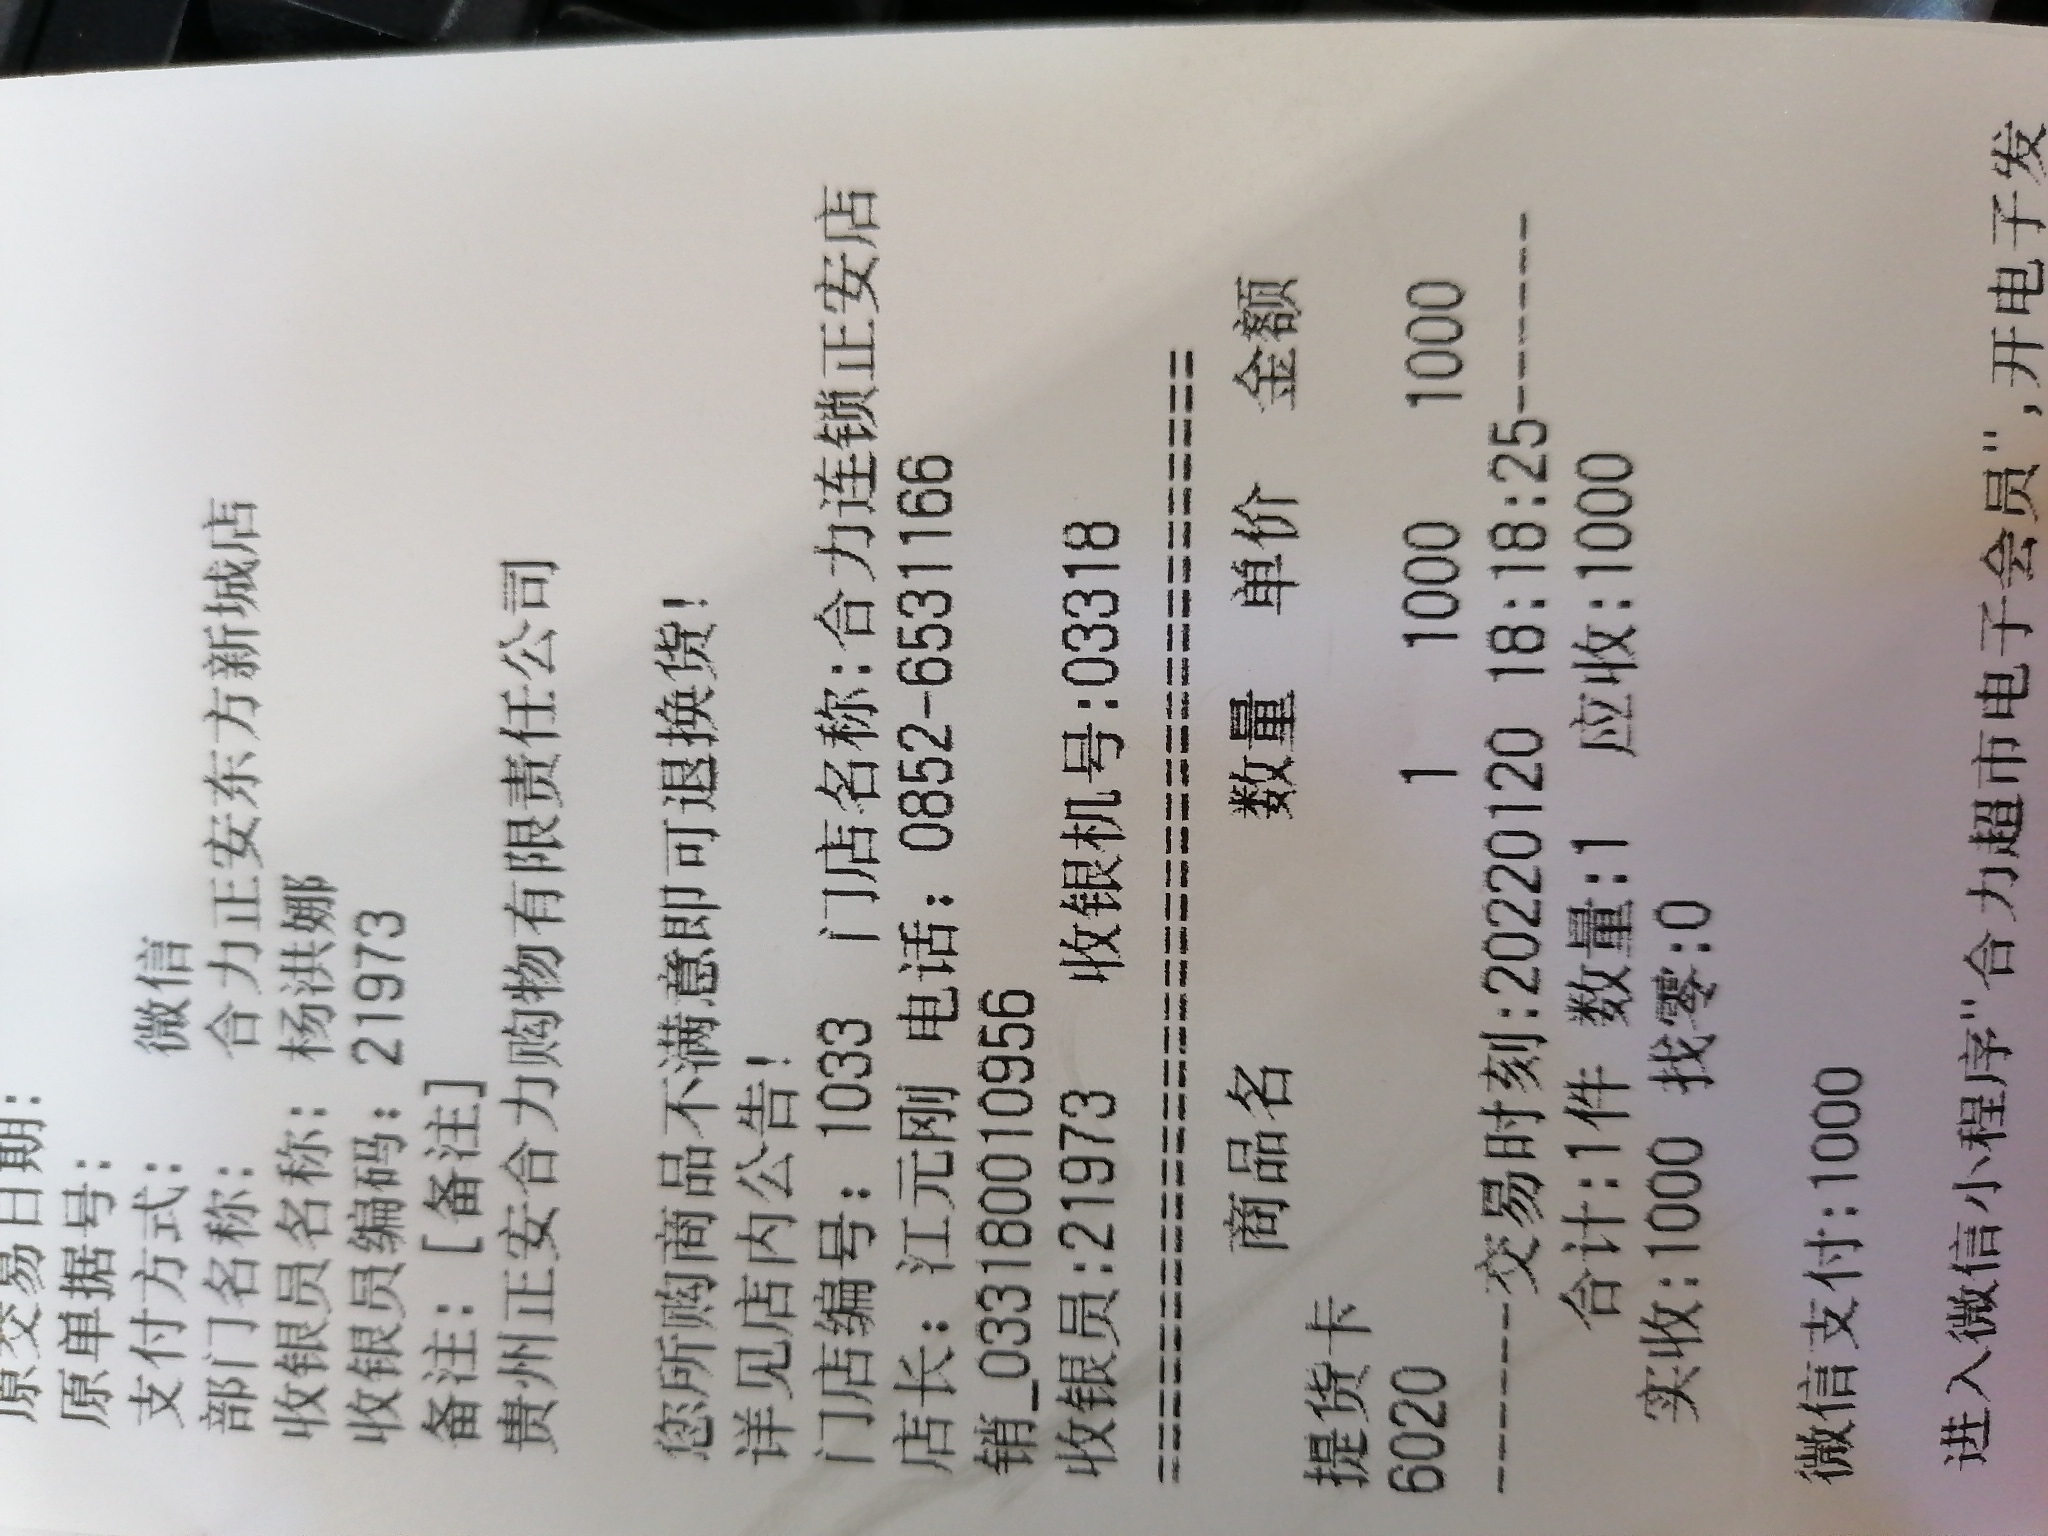 原交易日期:
原单据号:
支付方式: 微信
部门名称: 合力正安东方新城店
收银员名称: 杨洪娜
收银员编码: 21973
备注: [备注]
贵州正安合力购物有限责任公司
您所购商品不满意即可退换货!
详见店内公告!
门店编号: 1033 门店名称:合力连锁正安店
店长: 江元刚 电话: 0852-6531166
销_033180010956
收银员:21973 收银机号:03318
==============================
商品名 数量 单价 金额
提货卡
6020 1 1000 1000
------交易时刻:20220120 18:18:25------
合计:1件 数量:1 应收:1000
实收:1000 找零:0
微信支付:1000
进入微信小程序"合力超市电子会员",开电子发